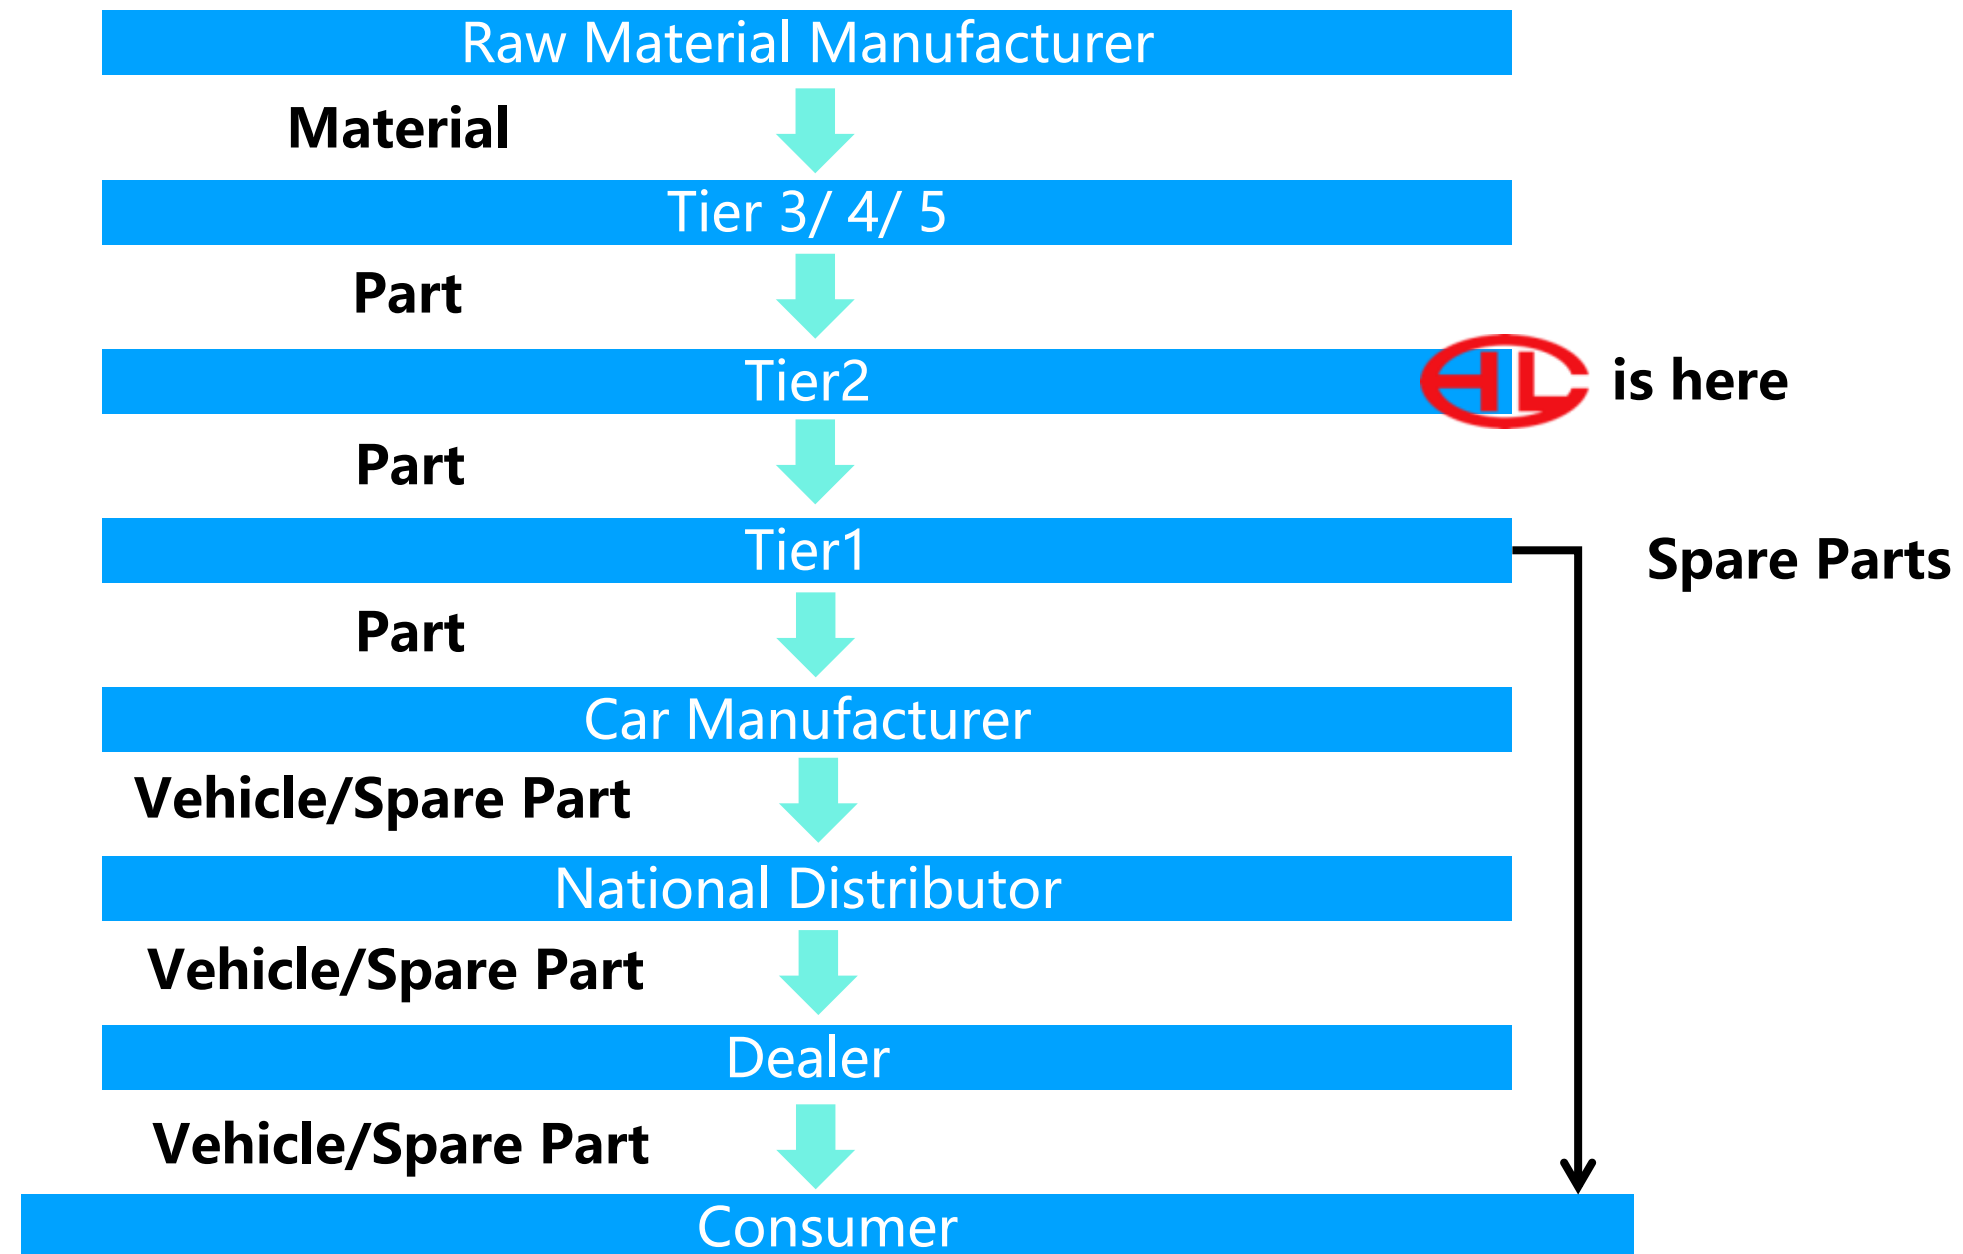 Raw Material Manufacturer
Material
Tier 3/ 4/ 5
Part
Tier2
HL is here
Part
Tier1
Spare Parts
Part
Car Manufacturer
Vehicle/Spare Part
National Distributor
Vehicle/Spare Part
Dealer
Vehicle/Spare Part
Consumer